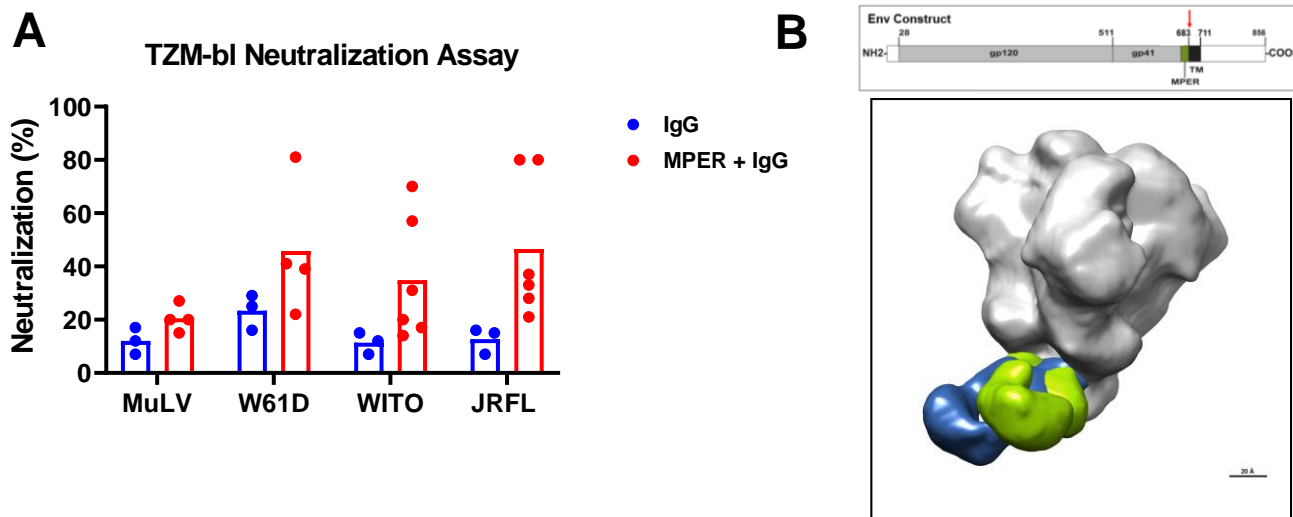 A
TZM-bl Neutralization Assay
Neutralization (%)
100
80
60
40
20
0
MuLV
W61D
WITO
JRFL
IgG
MPER + IgG
B
Env Construct
28
511
683
711
856
NH2-
gp120
gp41
-COO
TM
MPER
20 Å